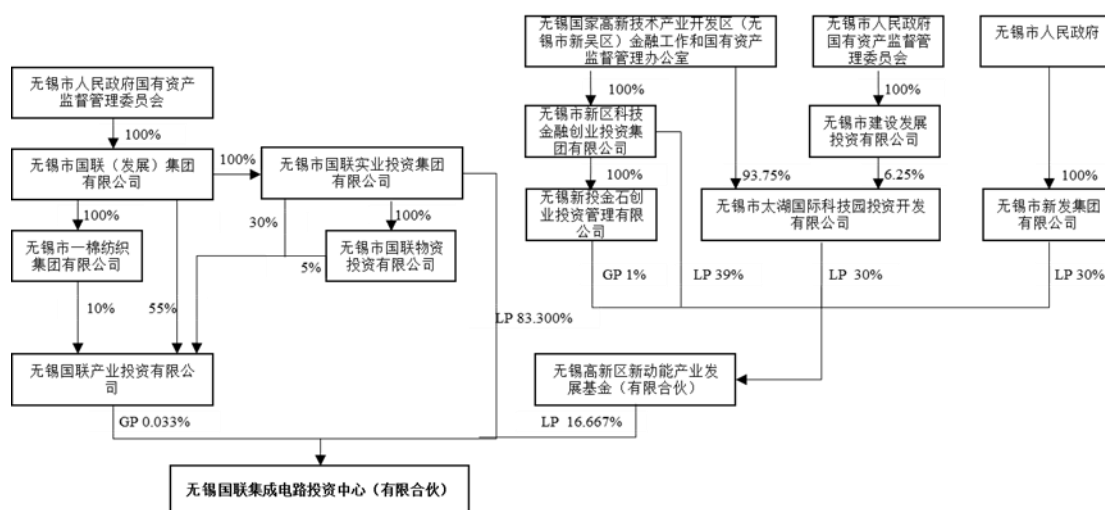 无锡市人民政府国有资产
监督管理委员会
100%
无锡市国联（发展）集团
有限公司
100%
无锡市国联实业投资集团
有限公司
100%
无锡市一棉纺织
集团有限公司
30%
100%
无锡市国联物资
投资有限公司
5%
10%
55%
LP 83.300%
无锡国联产业投资有限公
司
GP 0.033%
无锡国家高新技术产业开发区（无
锡市新吴区）金融工作和国有资产
监督管理办公室
无锡市人民政府
国有资产监督管
理委员会
无锡市人民政府
100%
100%
无锡市新区科技
金融创业投资集
团有限公司
无锡市建设发展
投资有限公司
100%
93.75%
6.25%
100%
无锡新投金石创
业投资管理有限
公司
无锡市太湖国际科技园投资开发
有限公司
无锡市新发集团
有限公司
GP 1%
LP 39%
LP 30%
LP 30%
无锡高新区新动能产业发
展基金（有限合伙）
LP 16.667%
无锡国联集成电路投资中心（有限合伙）